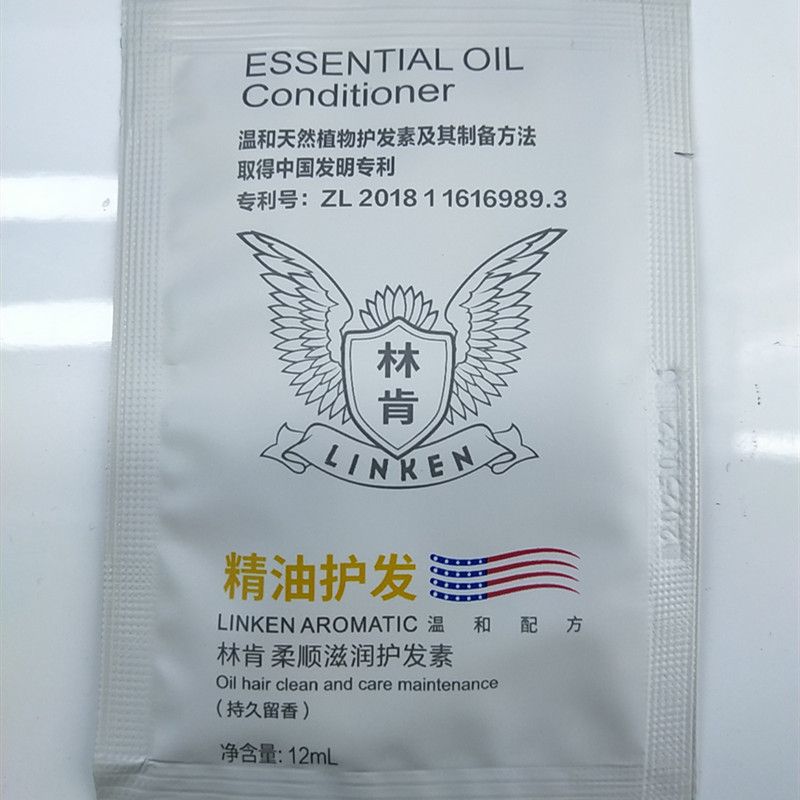 ESSENTIAL OIL
Conditioner
温和天然植物护发素及其制备方法
取得中国发明专利
专利号：ZL 2018 1 1616989.3
林
肯
LINKEN
精油护发
LINKEN AROMATIC 温和配方
林肯 柔顺滋润护发素
Oil hair clean and care maintenance
（持久留香）
净含量: 12mL